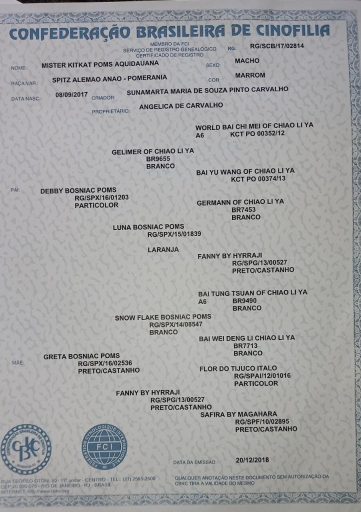 CONFEDERAÇÃO BRASILEIRA DE CINOFILIA
MEMBRO DA FCI
SERVIÇO DE REGISTRO GENEALÓGICO RG: RG/SCB/17/02814
CERTIFICADO DE REGISTRO
NOME: MISTER KITKAT POMS AQUIDAUANA SEXO: MACHO
RAÇA/VAR: SPITZ ALEMAO ANAO - POMERANIA COR MARROM
DATA NASC. 08/09/2017 CRIADOR: SUNAMARTA MARIA DE SOUZA PINTO CARVALHO
PROPRIETÁRIO: ANGELICA DE CARVALHO
WORLD BAI CHI MEI OF CHIAO LI YA
A6 KCT PO 00352/12
GELIMER OF CHIAO LI YA
BR9655
BRANCO
BAI YU WANG OF CHIAO LI YA
KCT PO 00374/13
PAI: DEBBY BOSNIAC POMS
RG/SPX/16/01203
PARTICOLOR
GERMANN OF CHIAO LI YA
BR7453
BRANCO
LUNA BOSNIAC POMS
RG/SPX/15/01839
LARANJA
FANNY BY HYRRAJI
RG/SPG/13/00527
PRETO/CASTANHO
BAI TUNG TSUAN OF CHIAO LI YA
A6 BR9490
BRANCO
SNOW FLAKE BOSNIAC POMS
RG/SPX/14/08547
BRANCO
BAI WEI DENG LI CHIAO LI YA
BR7713
BRANCO
MÃE: GRETA BOSNIAC POMS
RG/SPX/16/02536
PRETO/CASTANHO
FLOR DO TIJUCO ITALO
RG/SPAI/12/01016
PARTICOLOR
FANNY BY HYRRAJI
RG/SPG/13/00527
PRETO/CASTANHO
SAFIRA BY MAGAHARA
RG/SPF/10/02895
PRETO/CASTANHO
CBKC
FCI
DATA DA EMISSÃO: 20/12/2018
QUALQUER ANOTAÇÃO NESTE DOCUMENTO SEM AUTORIZAÇÃO DA
CBKC TIRA A VALIDADE DO MESMO